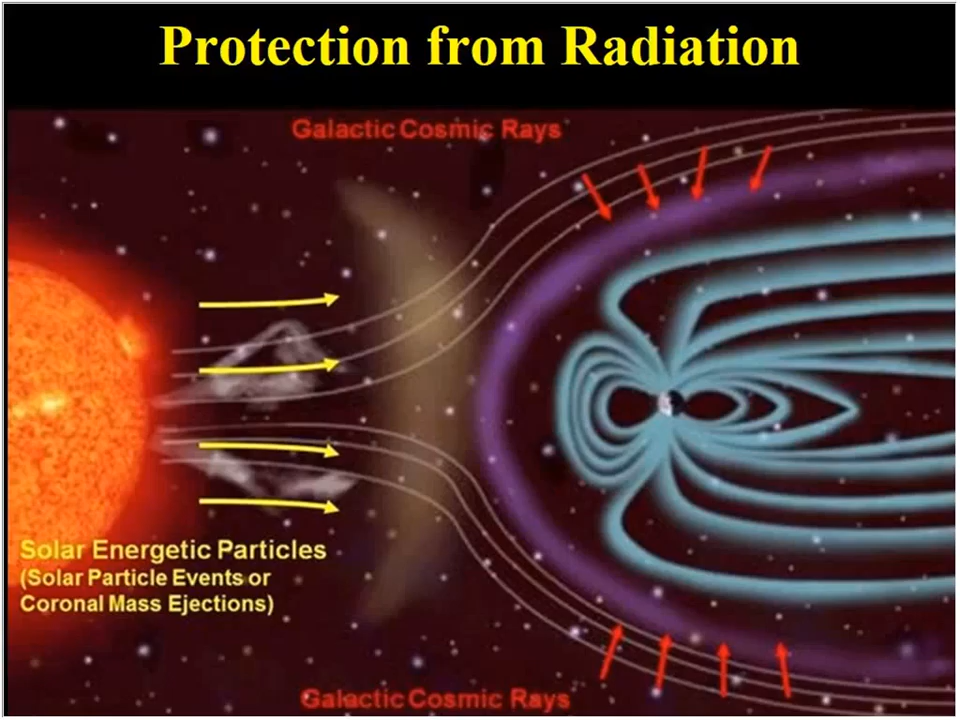 Protection from Radiation
Galactic Cosmic Rays
Solar Energetic Particles
(Solar Particle Events or
Coronal Mass Ejections)
Galactic Cosmic Rays